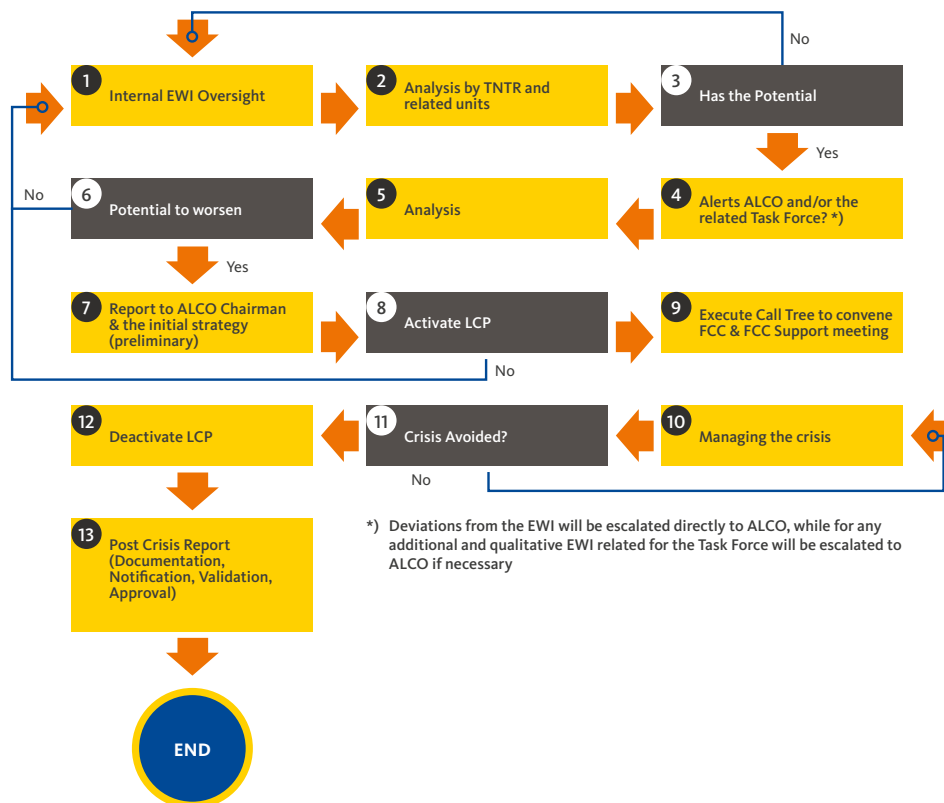 No
1
Internal EWI Oversight
2
Analysis by TNTR and
related units
3
Has the Potential
Yes
No
6
Potential to worsen
5
Analysis
4
Alerts ALCO and/or the
related Task Force? *)
Yes
7
Report to ALCO Chairman
& the initial strategy
(preliminary)
8
Activate LCP
9
Execute Call Tree to convene
FCC & FCC Support meeting
No
12
Deactivate LCP
11
Crisis Avoided?
10
Managing the crisis
No
13
Post Crisis Report
(Documentation,
Notification, Validation,
Approval)
*) Deviations from the EWI will be escalated directly to ALCO, while for any
additional and qualitative EWI related for the Task Force will be escalated to
ALCO if necessary
END